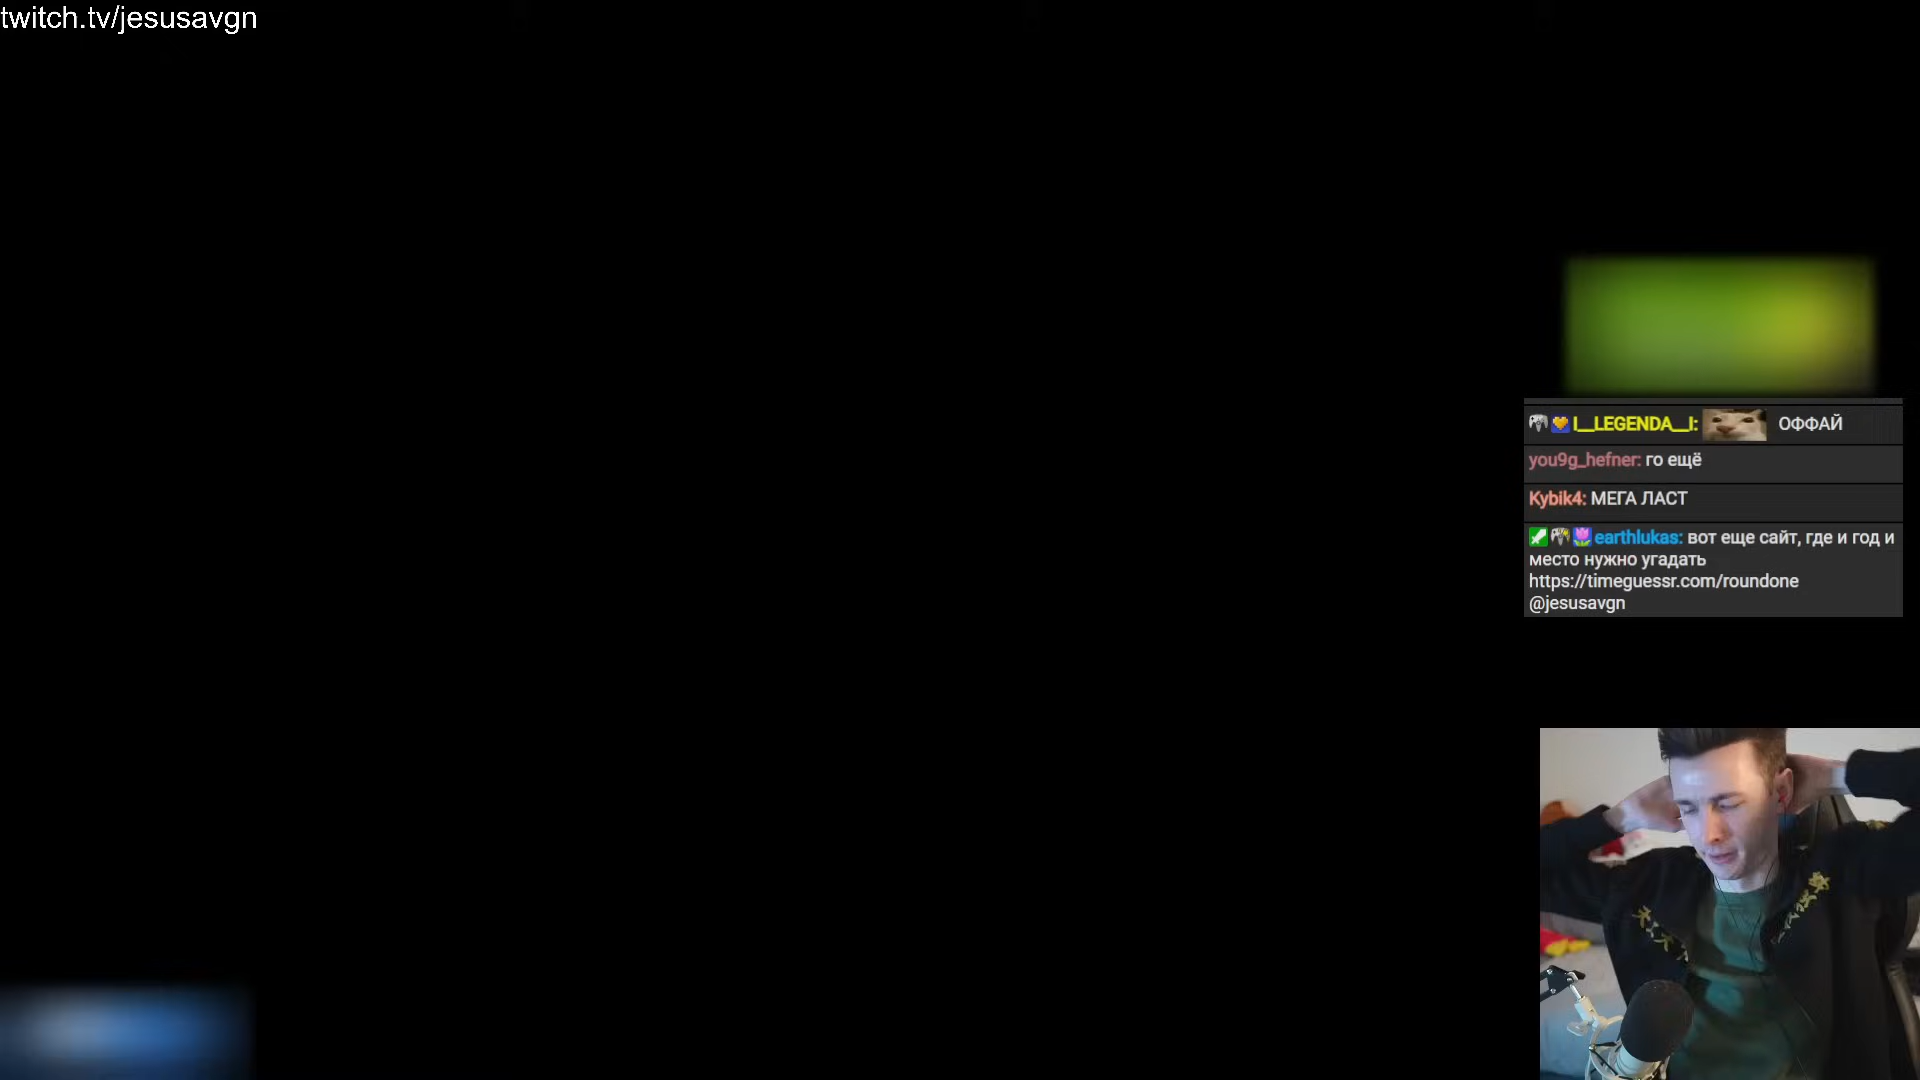 twitch.tv/jesusavgn
I__LEGENDA__I: ОФФАЙ
you9g_hefner: го ещё
Kybik4: МЕГА ЛАСТ
earthlukas: вот еще сайт, где и год и
место нужно угадать
https://timeguessr.com/roundone
@jesusavgn